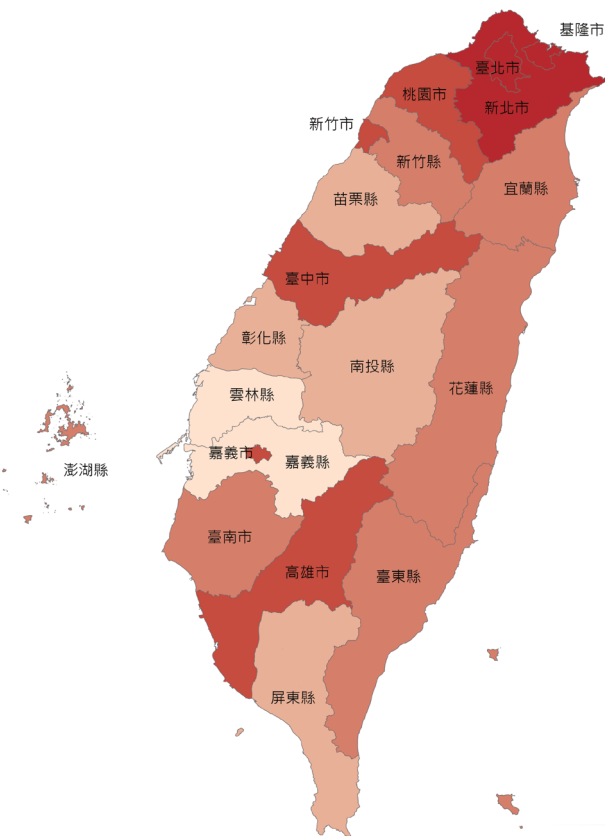 基隆市
臺北市
桃園市
新北市
新竹市
新竹縣
宜蘭縣
苗栗縣
臺中市
彰化縣
南投縣
花蓮縣
雲林縣
嘉義市
嘉義縣
澎湖縣
臺南市
高雄市
臺東縣
屏東縣